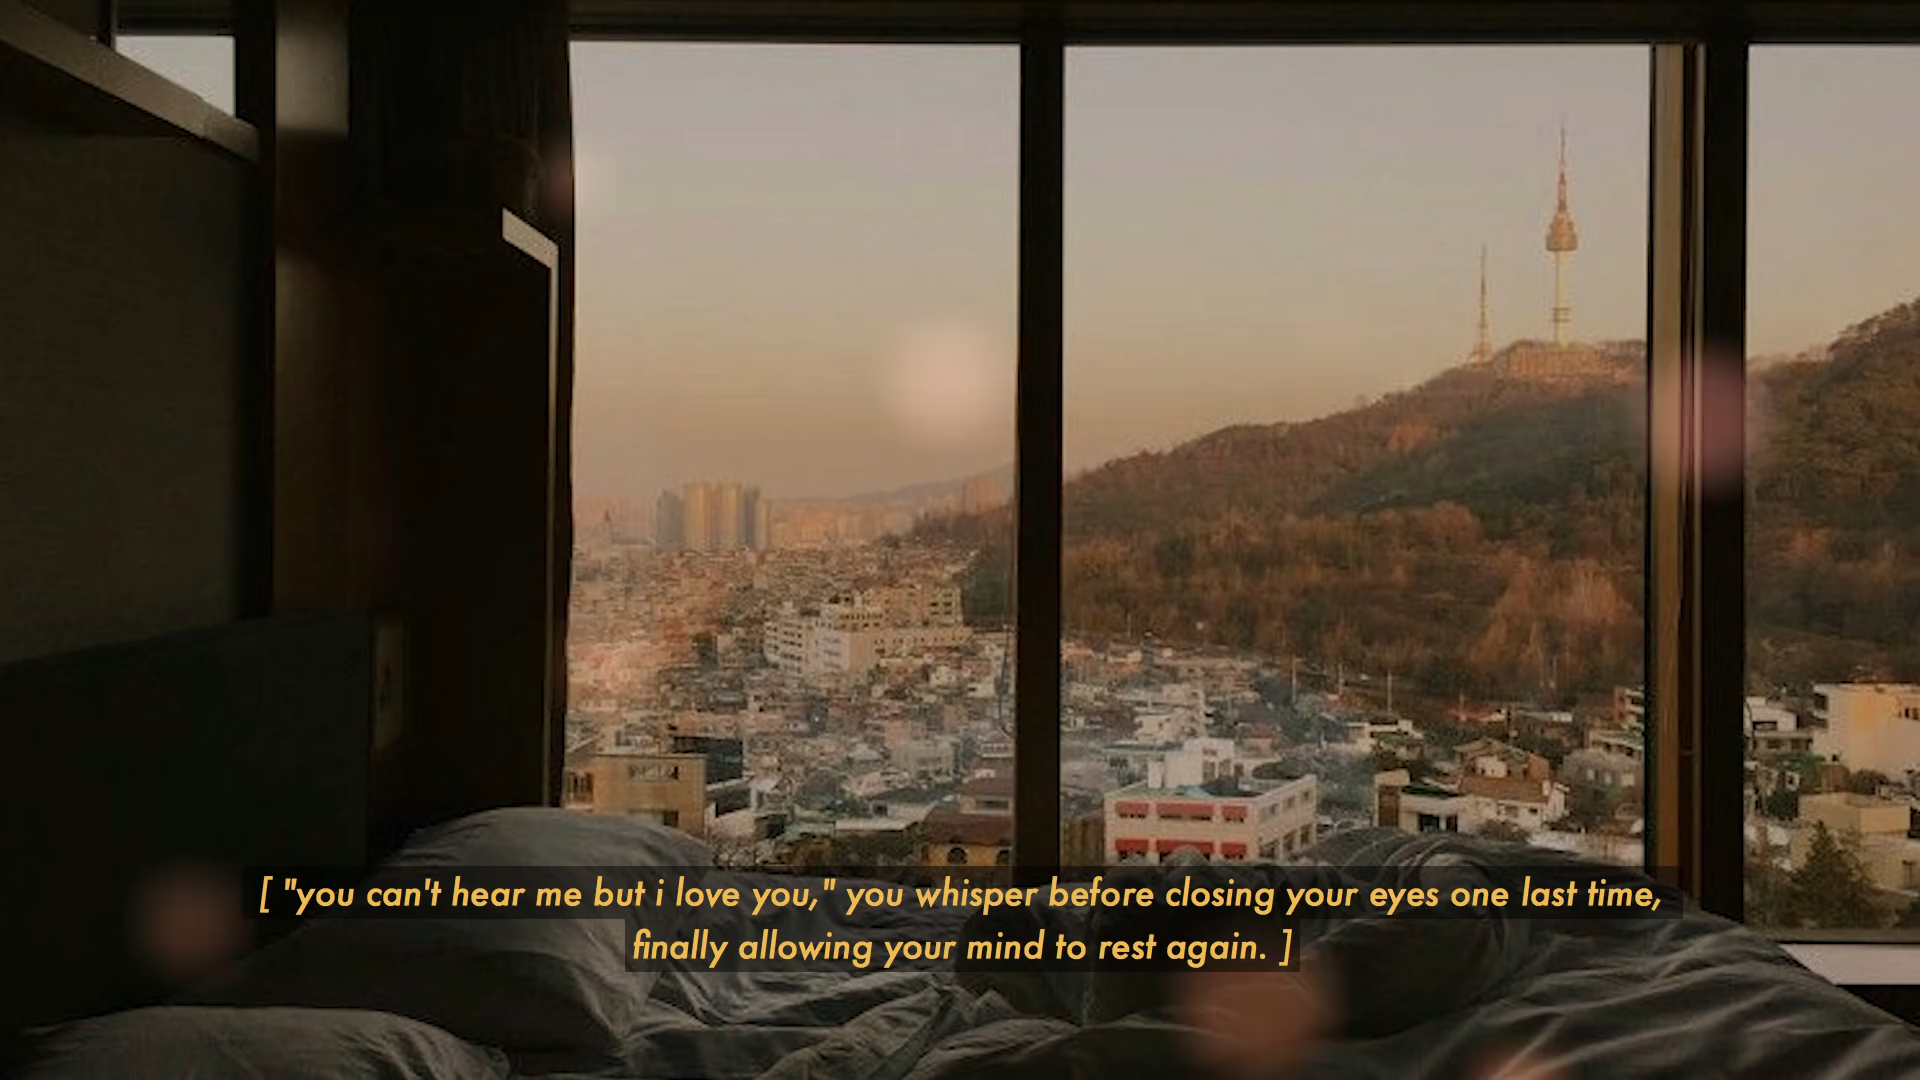 [ "you can't hear me but i love you," you whisper before closing your eyes one last time,
finally allowing your mind to rest again. ]